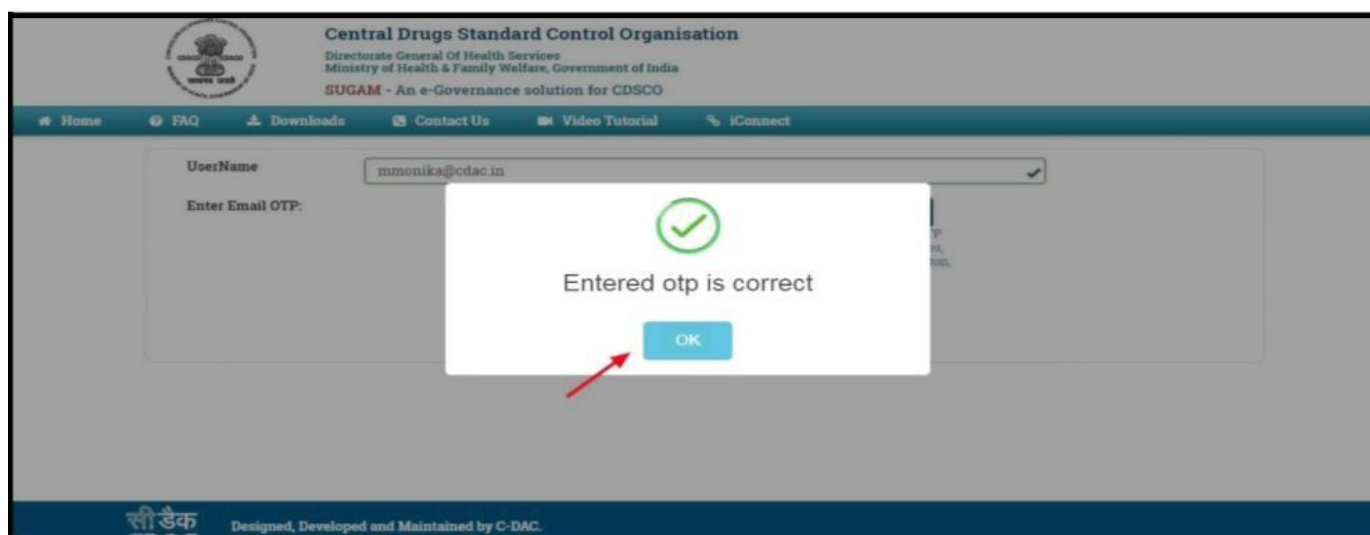 Central Drugs Standard Control Organisation
Directorate General Of Health Services
Ministry of Health & Family Welfare, Government of India
SUGAM - An e-Governance solution for CDSCO
Home FAQ Downloads Contact Us Video Tutorial iConnect
UserName mmonika@cdac.in
Enter Email OTP:
Entered otp is correct
OK
सी डैक
Designed, Developed and Maintained by C-DAC.